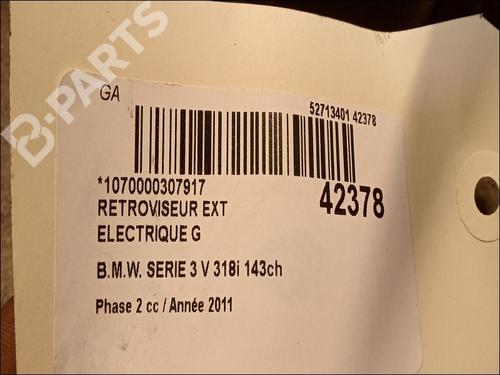 B-PARTS
GA
52713401 42378
*1070000307917
42378
RETROVISEUR EXT
ELECTRIQUE G
B.M.W. SERIE 3 V 318i 143ch
Phase 2 cc / Année 2011